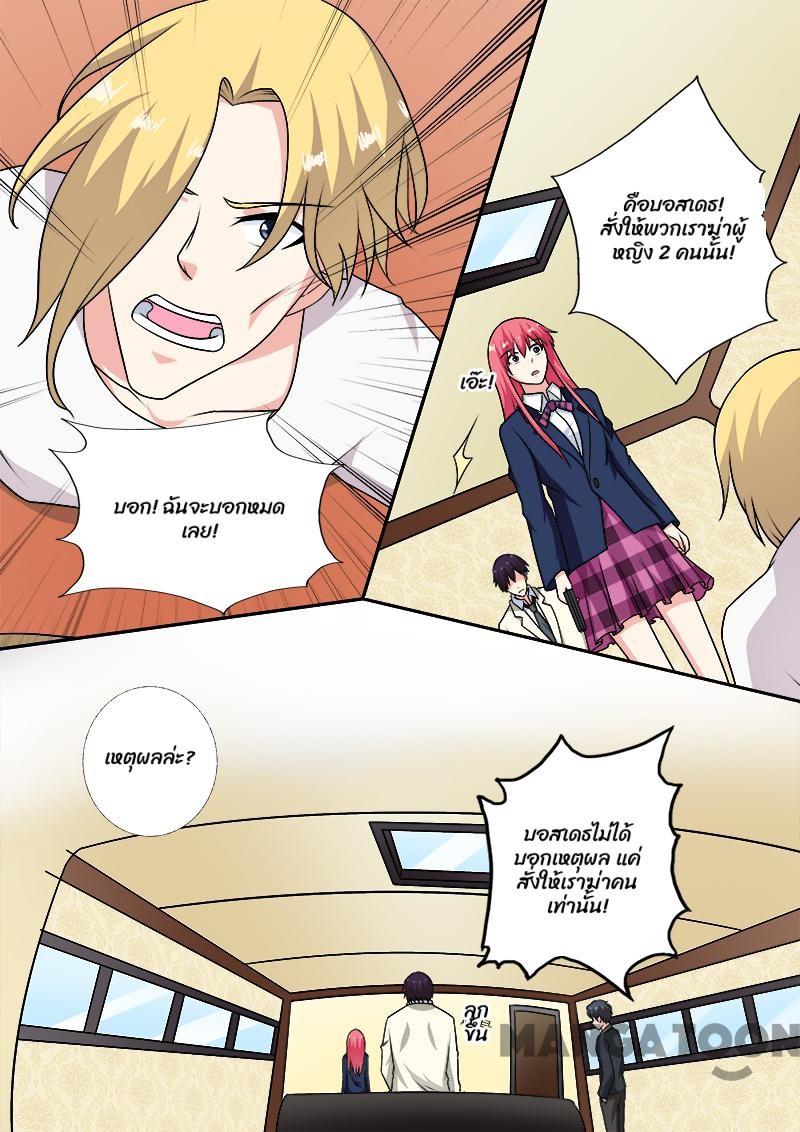 บอก! ฉันจะบอกหมด
เลย!
คือบอสเดธ!
สั่งให้พวกเราฆ่าผู้
หญิง 2 คนนั้น!
เอ๊ะ!
เหตุผลล่ะ?
บอสเดธไม่ได้
บอกเหตุผล แค่
สั่งให้เราฆ่าคน
เท่านั้น!
ลุก
ขึ้น
MANGATOON